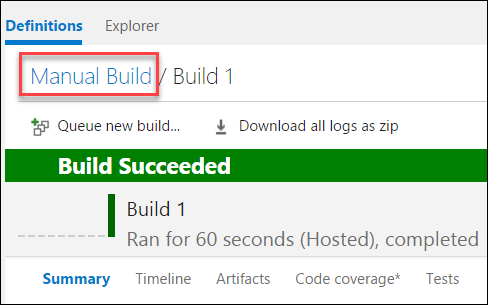 Definitions Explorer
Manual Build / Build 1
Queue new build... Download all logs as zip
Build Succeeded
Build 1
Ran for 60 seconds (Hosted), completed
Summary Timeline Artifacts Code coverage* Tests